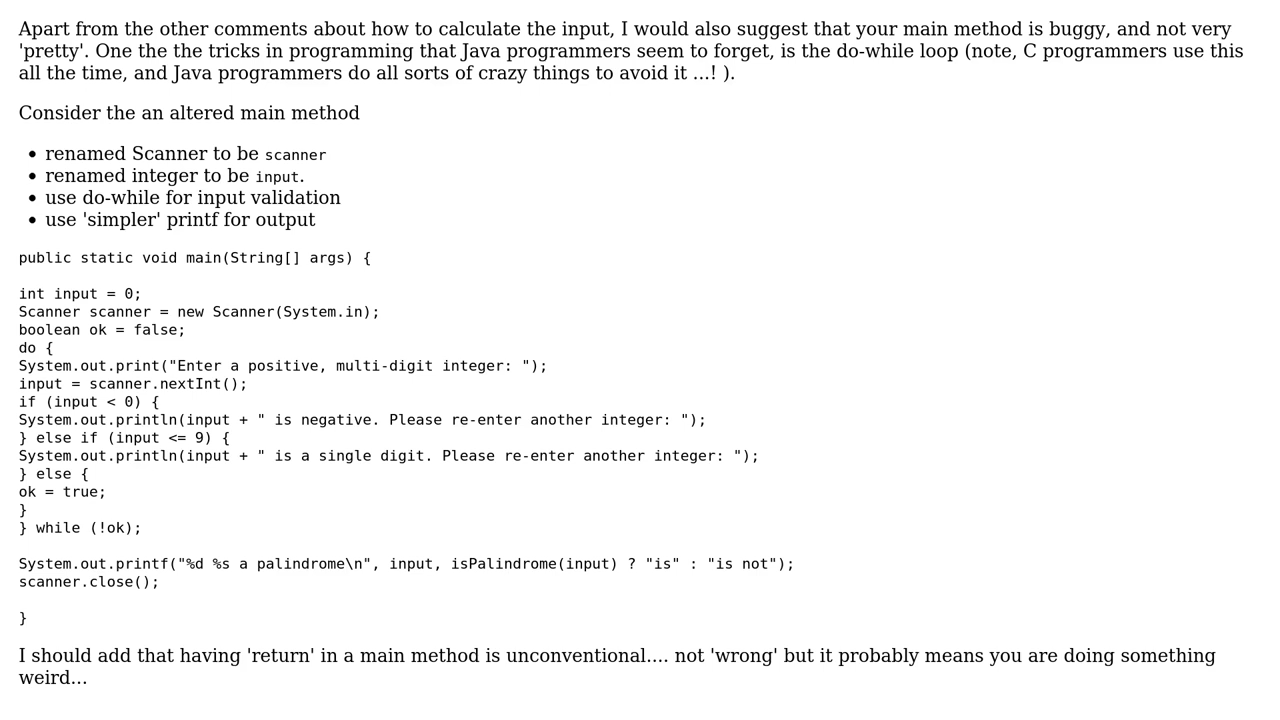 Apart from the other comments about how to calculate the input, I would also suggest that your main method is buggy, and not very
'pretty'. One the the tricks in programming that Java programmers seem to forget, is the do-while loop (note, C programmers use this
all the time, and Java programmers do all sorts of crazy things to avoid it ...! ).
Consider the an altered main method
• renamed Scanner to be scanner
• renamed integer to be input.
• use do-while for input validation
• use 'simpler' printf for output
public static void main(String[] args) {
int input = 0;
Scanner scanner = new Scanner(System.in);
boolean ok = false;
do {
System.out.print("Enter a positive, multi-digit integer: ");
input = scanner.nextInt();
if (input < 0) {
System.out.println(input + " is negative. Please re-enter another integer: ");
} else if (input <= 9) {
System.out.println(input + " is a single digit. Please re-enter another integer: ");
} else {
ok = true;
}
} while (!ok);
System.out.printf("%d %s a palindrome\n", input, isPalindrome(input) ? "is" : "is not");
scanner.close();
}
I should add that having 'return' in a main method is unconventional.... not 'wrong' but it probably means you are doing something
weird...